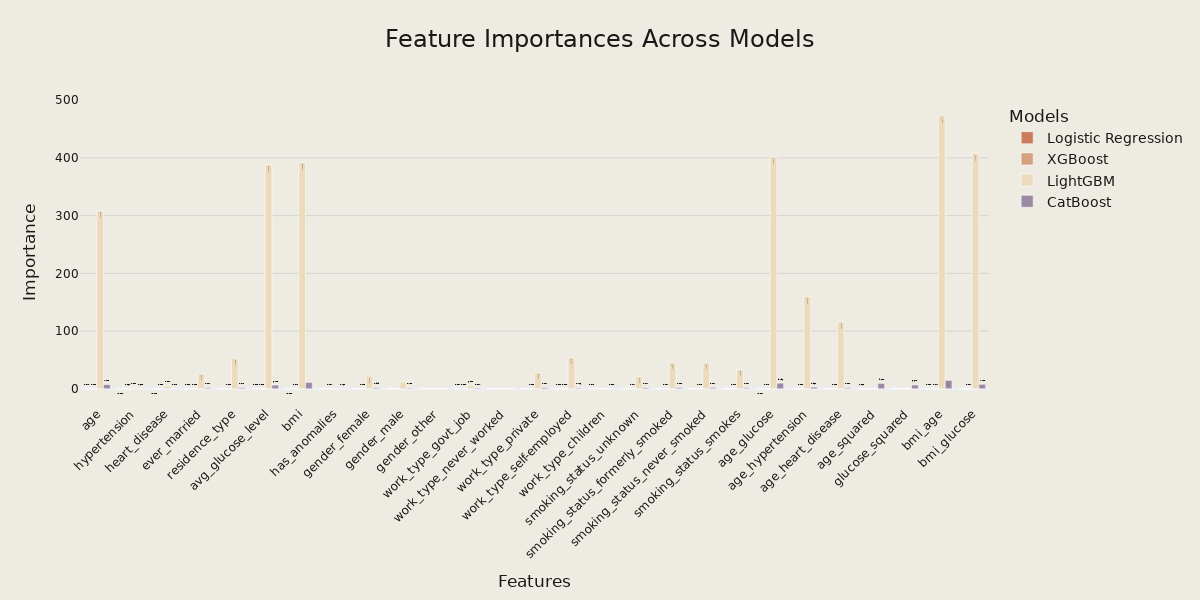 Feature Importances Across Models
Importance
500
400
300
200
100
0
Models
Logistic Regression
XGBoost
LightGBM
CatBoost
age
hypertension
heart_disease
ever_married
residence_type
avg_glucose_level
bmi
has_anomalies
gender_female
gender_male
gender_other
work_type_govt_job
work_type_never_worked
work_type_private
work_type_self-employed
work_type_children
smoking_status_unknown
smoking_status_formerly_smoked
smoking_status_never_smoked
smoking_status_smokes
age_glucose
age_hypertension
age_heart_disease
age_squared
glucose_squared
bmi_age
bmi_glucose
Features